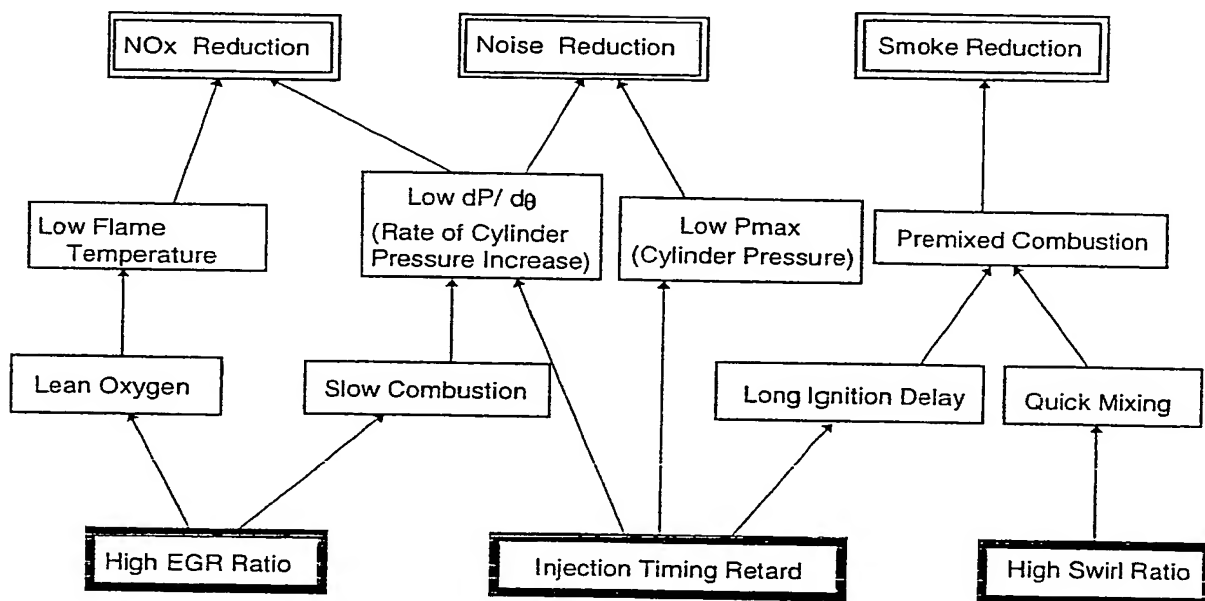 NOx Reduction
Noise Reduction
Smoke Reduction
Low Flame
Temperature
Low dP/ dθ
(Rate of Cylinder
Pressure Increase)
Low Pmax
(Cylinder Pressure)
Premixed Combustion
Lean Oxygen
Slow Combustion
Long Ignition Delay
Quick Mixing
High EGR Ratio
Injection Timing Retard
High Swirl Ratio